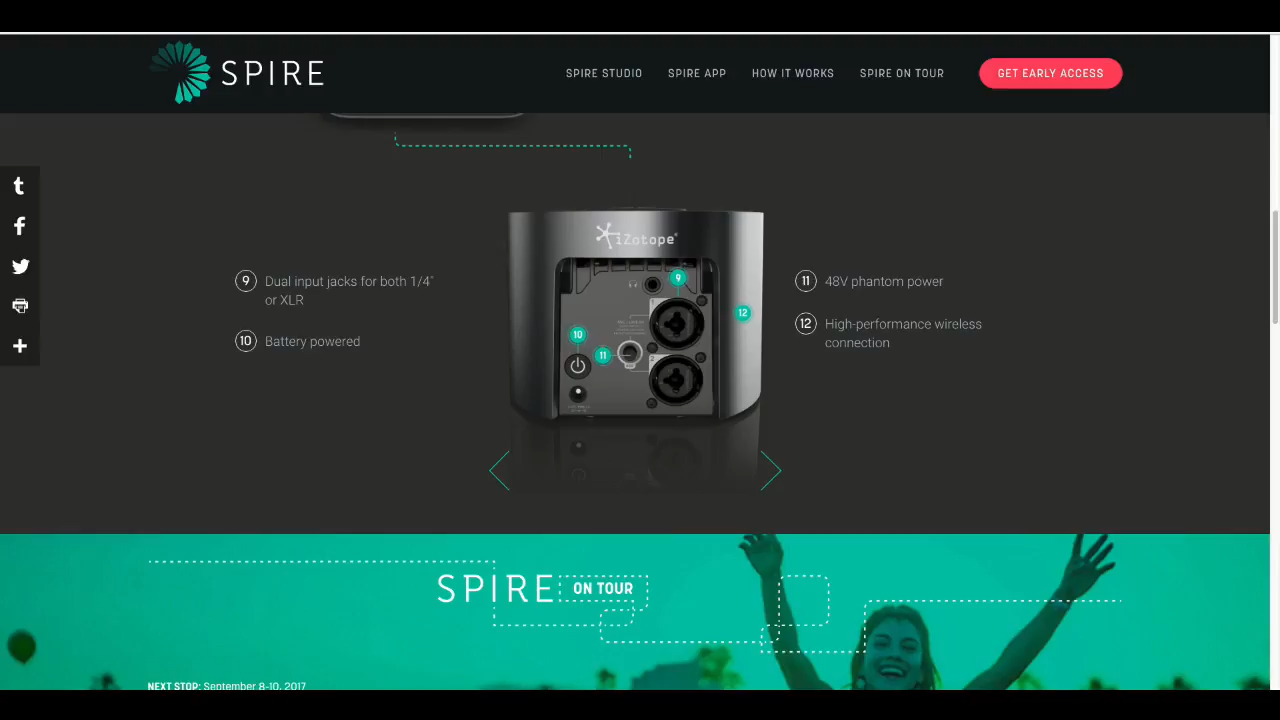 SPIRE
SPIRE STUDIO
SPIRE APP
HOW IT WORKS
SPIRE ON TOUR
GET EARLY ACCESS
iZotope
9 Dual input jacks for both 1/4"
or XLR
10 Battery powered
9
12
10
11
11 48V phantom power
12 High-performance wireless
connection
SPIRE ON TOUR
NEXT STOP: September 8-10, 2017